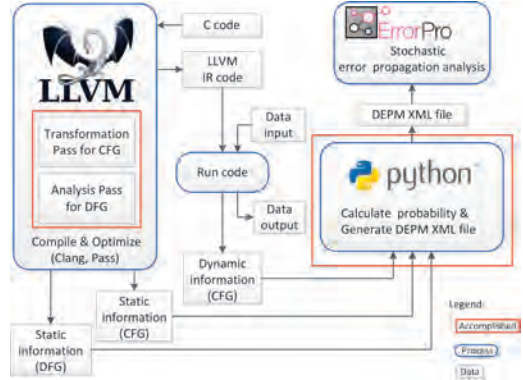 LLVM
Transformation
Pass for CFG
Analysis Pass
for DFG
Compile & Optimize
(Clang, Pass)
C code
LLVM
IR code
Data
input
Run code
Data
output
Dynamic
information
(CFG)
Static
information
(CFG)
Static
information
(DFG)
ErrorPro
Stochastic
error propagation analysis
DEPM XML file
python
Calculate probability &
Generate DEPM XML file
Legend:
Accomplished
Process
Data